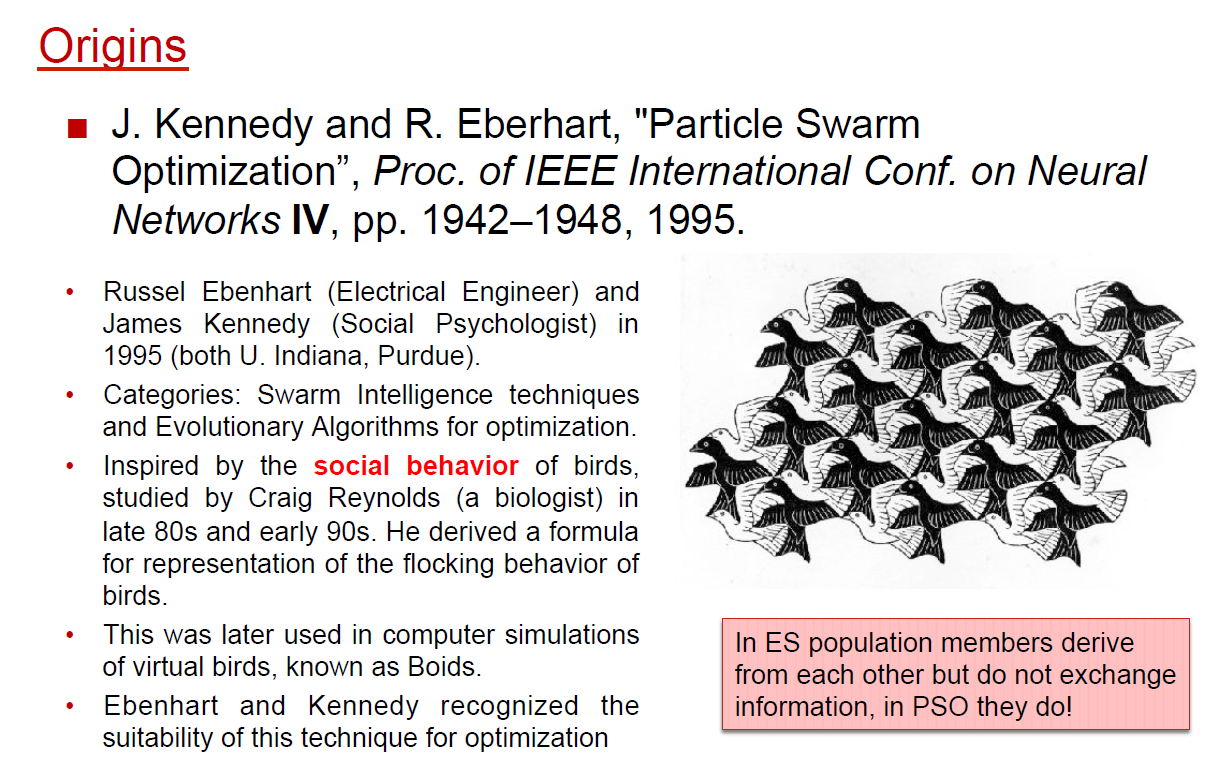 Origins
■ J. Kennedy and R. Eberhart, "Particle Swarm
Optimization”, Proc. of IEEE International Conf. on Neural
Networks IV, pp. 1942–1948, 1995.
• Russel Ebenhart (Electrical Engineer) and
James Kennedy (Social Psychologist) in
1995 (both U. Indiana, Purdue).
• Categories: Swarm Intelligence techniques
and Evolutionary Algorithms for optimization.
• Inspired by the social behavior of birds,
studied by Craig Reynolds (a biologist) in
late 80s and early 90s. He derived a formula
for representation of the flocking behavior of
birds.
• This was later used in computer simulations
of virtual birds, known as Boids.
• Ebenhart and Kennedy recognized the
suitability of this technique for optimization
In ES population members derive
from each other but do not exchange
information, in PSO they do!